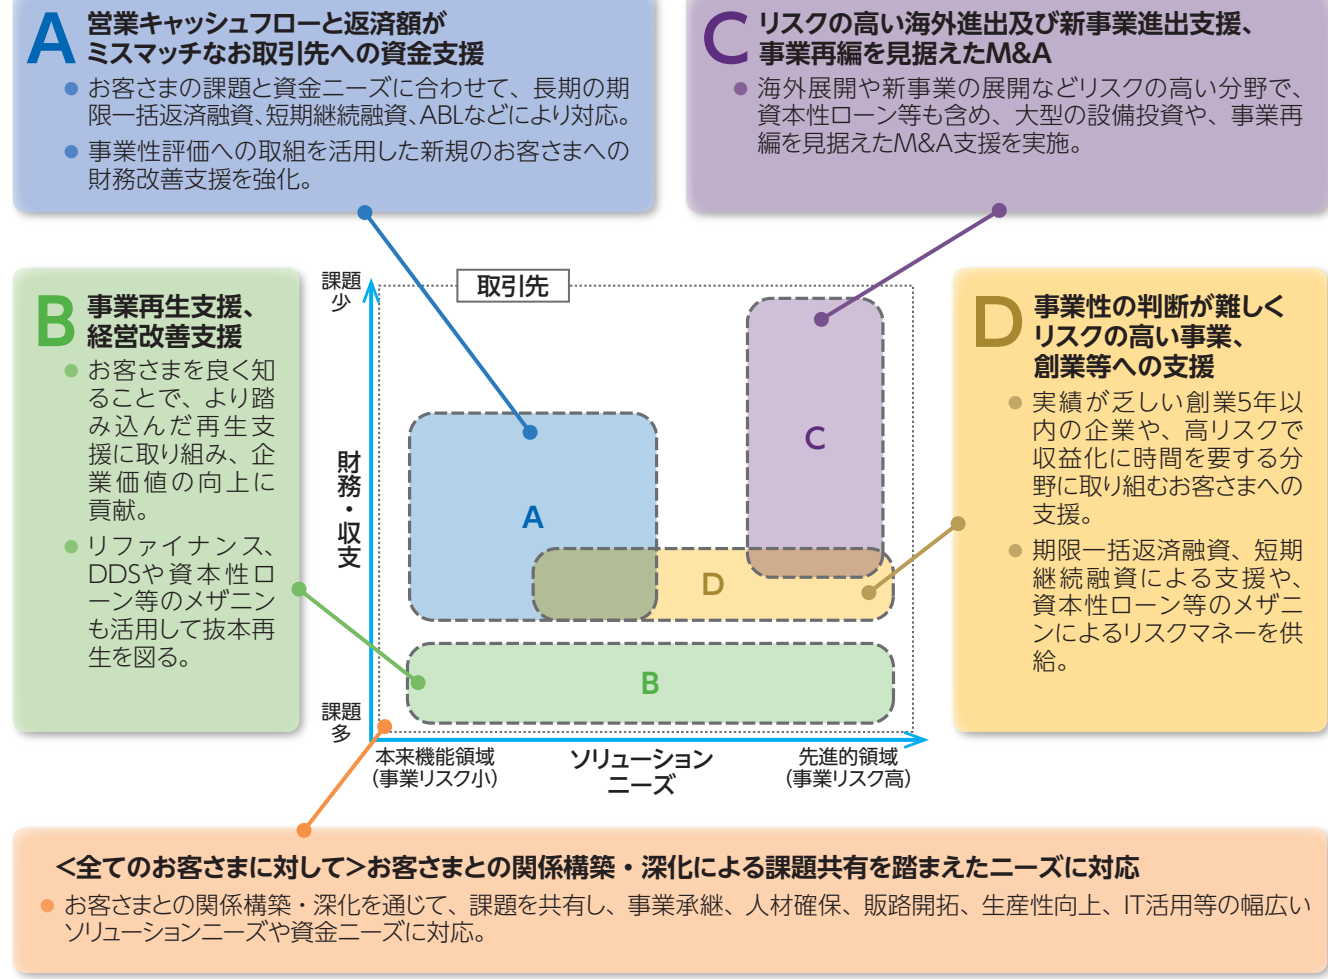 A
営業キャッシュフローと返済額が
ミスマッチなお取引先への資金支援
● お客さまの課題と資金ニーズに合わせて、長期の期
限一括返済融資、短期継続融資、ABLなどにより対応。
● 事業性評価への取組を活用した新規のお客さまへの
財務改善支援を強化。
C
リスクの高い海外進出及び新事業進出支援、
事業再編を見据えたM&A
● 海外展開や新事業の展開などリスクの高い分野で、
資本性ローン等も含め、大型の設備投資や、事業再
編を見据えたM&A支援を実施。
B
事業再生支援、
経営改善支援
● お客さまを良く知
ることで、より踏
み込んだ再生支
援に取り組み、企
業価値の向上に
貢献。
● リファイナンス、
DDSや資本性ロ
ーン等のメザニン
も活用して抜本再
生を図る。
課題
少
取引先
財務・収支
A
C
D
B
課題
多
本来機能領域
(事業リスク小)
ソリューション
ニーズ
先進的領域
(事業リスク高)
D
事業性の判断が難しく
リスクの高い事業、
創業等への支援
● 実績が乏しい創業5年以
内の企業や、高リスクで
収益化に時間を要する分
野に取り組むお客さまへの
支援。
● 期限一括返済融資、短期
継続融資による支援や、
資本性ローン等のメザニ
ンによるリスクマネーを供
給。
<全てのお客さまに対して>お客さまとの関係構築・深化による課題共有を踏まえたニーズに対応
● お客さまとの関係構築・深化を通じて、課題を共有し、事業承継、人材確保、販路開拓、生産性向上、IT活用等の幅広い
ソリューションニーズや資金ニーズに対応。